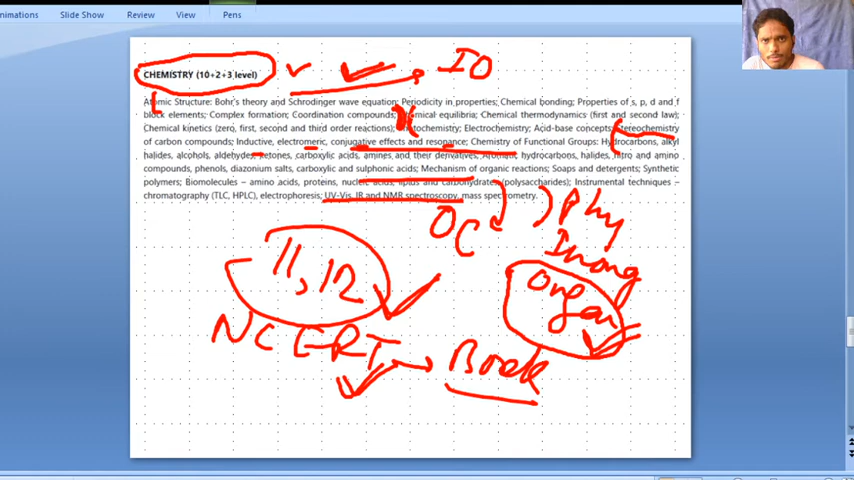 nimations Slide Show Review View Pens
CHEMISTRY (10+2+3 level)
IO
Atomic Structure: Bohr's theory and Schrodinger wave equation; Periodicity in properties; Chemical bonding; Properties of s, p, d and f
block elements; Complex formation; Coordination compounds; Chemical equilibria; Chemical thermodynamics (first and second law);
Chemical kinetics (zero, first, second and third order reactions); Photochemistry; Electrochemistry; Acid-base concepts; Stereochemistry
of carbon compounds; Inductive, electromeric, conjugative effects and resonance; Chemistry of Functional Groups: Hydrocarbons, alkyl
halides, alcohols, aldehydes, ketones, carboxylic acids, amines and their derivatives; Aromatic hydrocarbons, halides, nitro and amino
compounds, phenols, diazonium salts, carboxylic and sulphonic acids; Mechanism of organic reactions; Soaps and detergents; Synthetic
polymers; Biomolecules – amino acids, proteins, nucleic acids, lipids and carbohydrates (polysaccharides); Instrumental techniques –
chromatography (TLC, HPLC), electrophoresis; UV-Vis, IR and NMR spectroscopy, mass spectrometry.
OC
Phy
Inong
11, 12
Organ
NCERT
Book